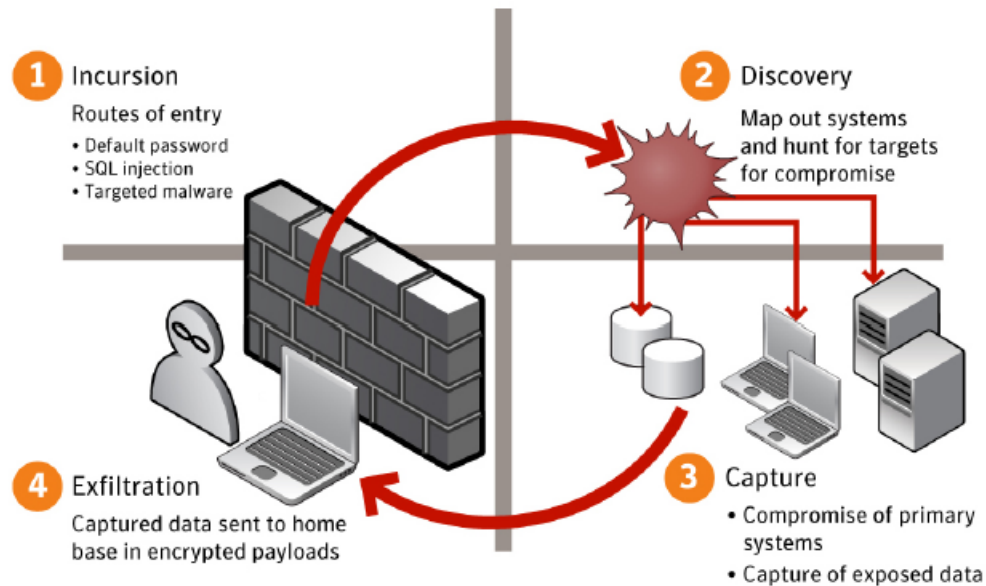 1 Incursion
Routes of entry
• Default password
• SQL injection
• Targeted malware
2 Discovery
Map out systems
and hunt for targets
for compromise
3 Capture
• Compromise of primary
systems
• Capture of exposed data
4 Exfiltration
Captured data sent to home
base in encrypted payloads